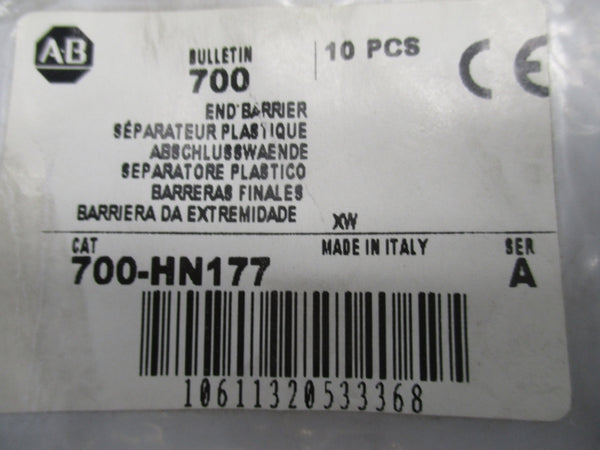 A-B
BULLETIN
700
10 PCS
CE
END BARRIER
SÉPARATEUR PLASTIQUE
ABSCHLUSSWAENDE
SEPARATORE PLASTICO
BARRERAS FINALES
BARRIERA DA EXTREMIDADE
XW
CAT
700-HN177
MADE IN ITALY
SER
A
10611320533368